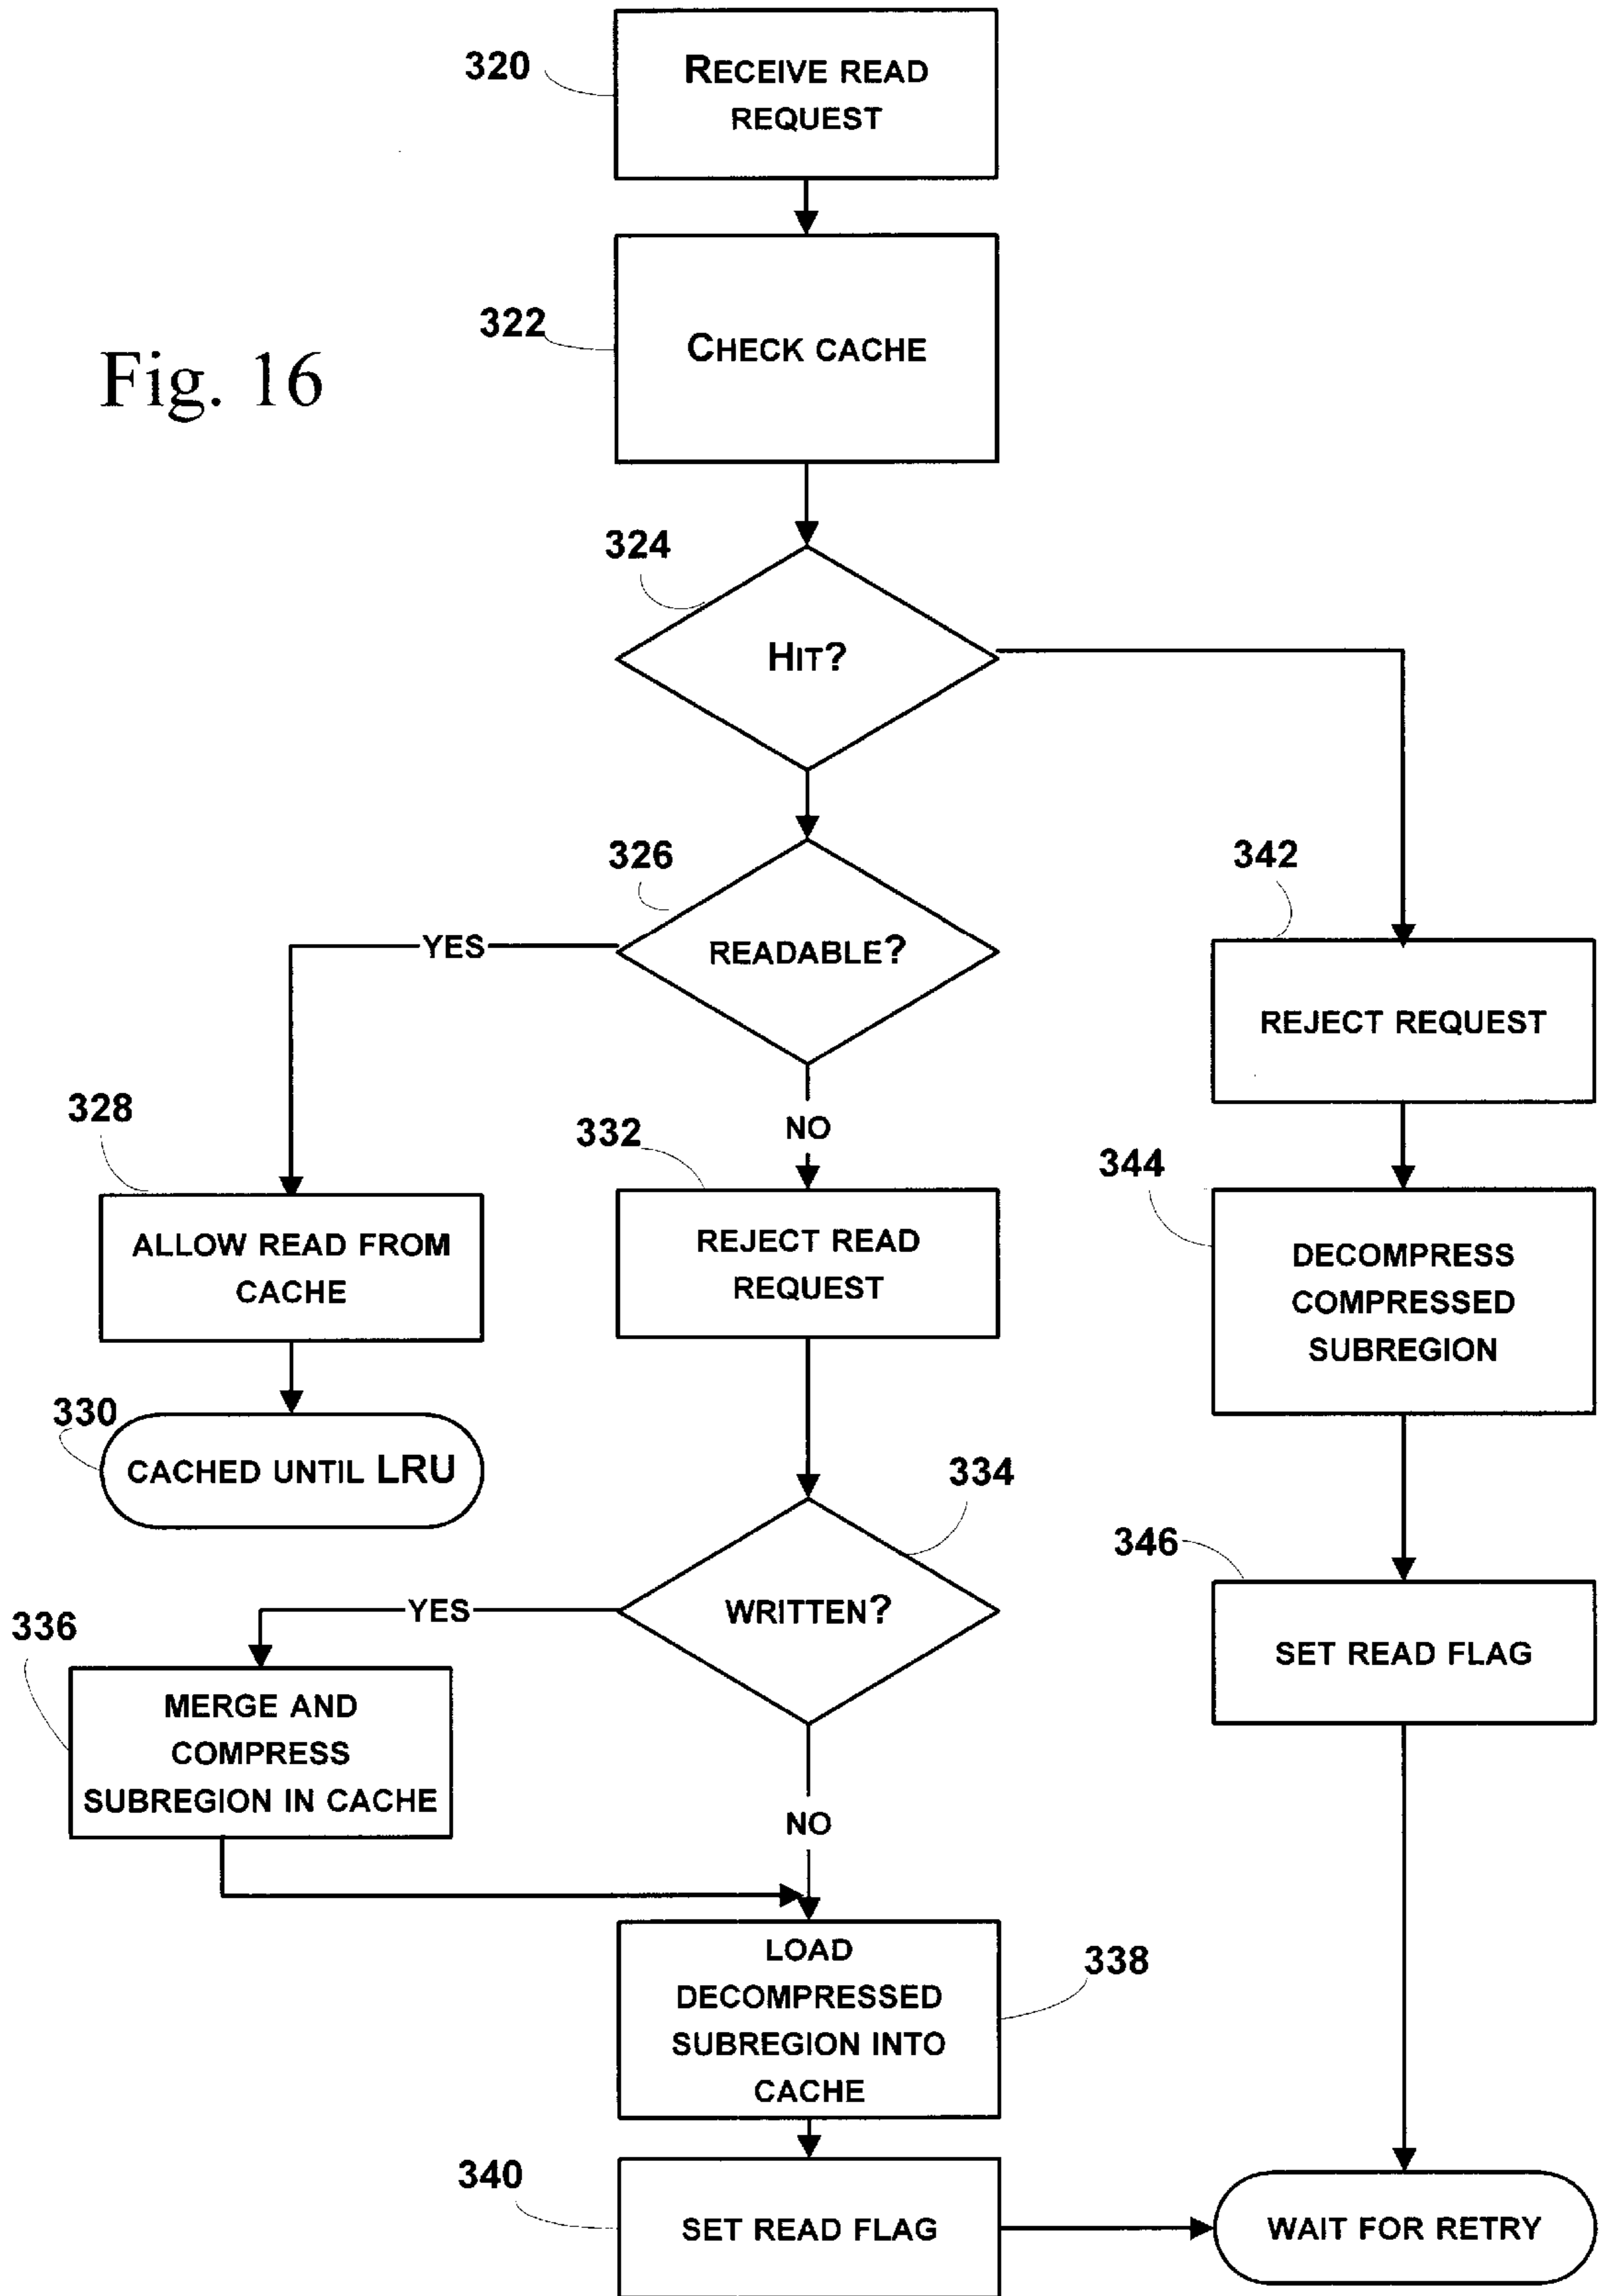 320
RECEIVE READ
REQUEST
322
CHECK CACHE
Fig. 16
324
HIT?
326
READABLE?
YES
342
REJECT REQUEST
328
NO
332
ALLOW READ FROM
CACHE
REJECT READ
REQUEST
344
DECOMPRESS
COMPRESSED
SUBREGION
330
CACHED UNTIL LRU
334
WRITTEN?
YES
346
SET READ FLAG
336
MERGE AND
COMPRESS
SUBREGION IN CACHE
NO
LOAD
DECOMPRESSED
SUBREGION INTO
CACHE
338
340
SET READ FLAG
WAIT FOR RETRY